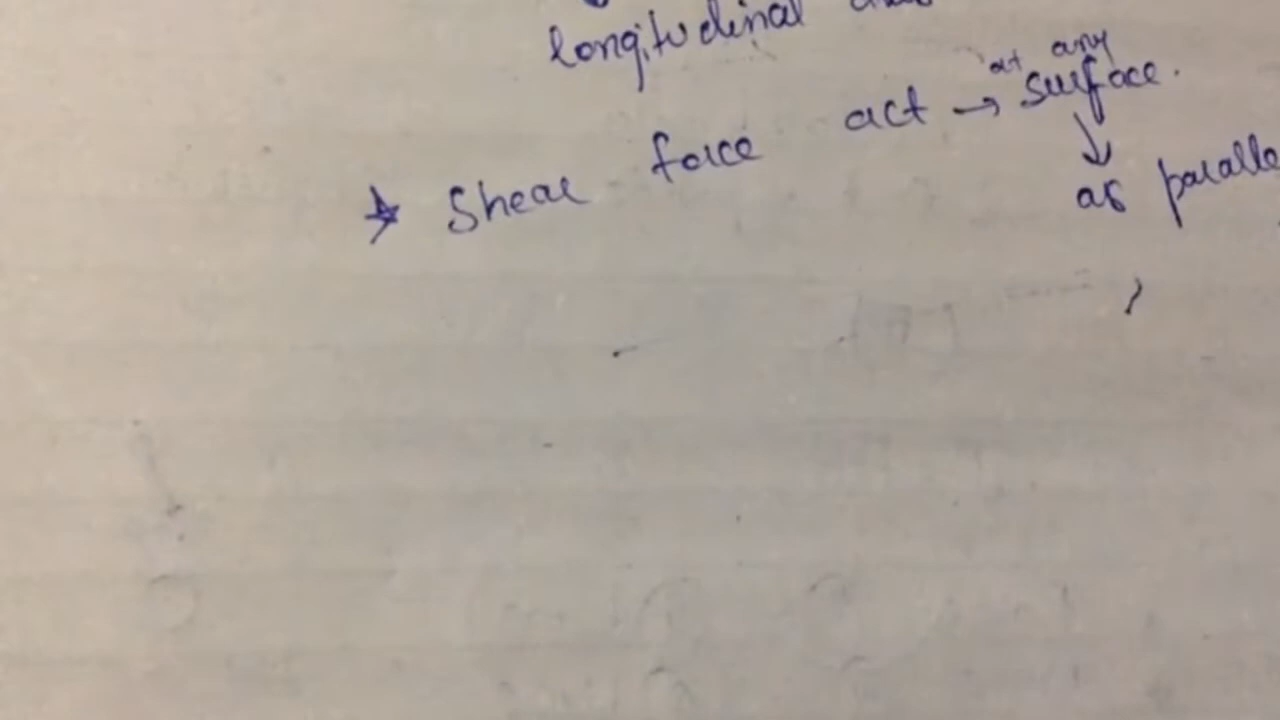 longitudinal
at any
* Shear force act → surface.
↓
as paralle